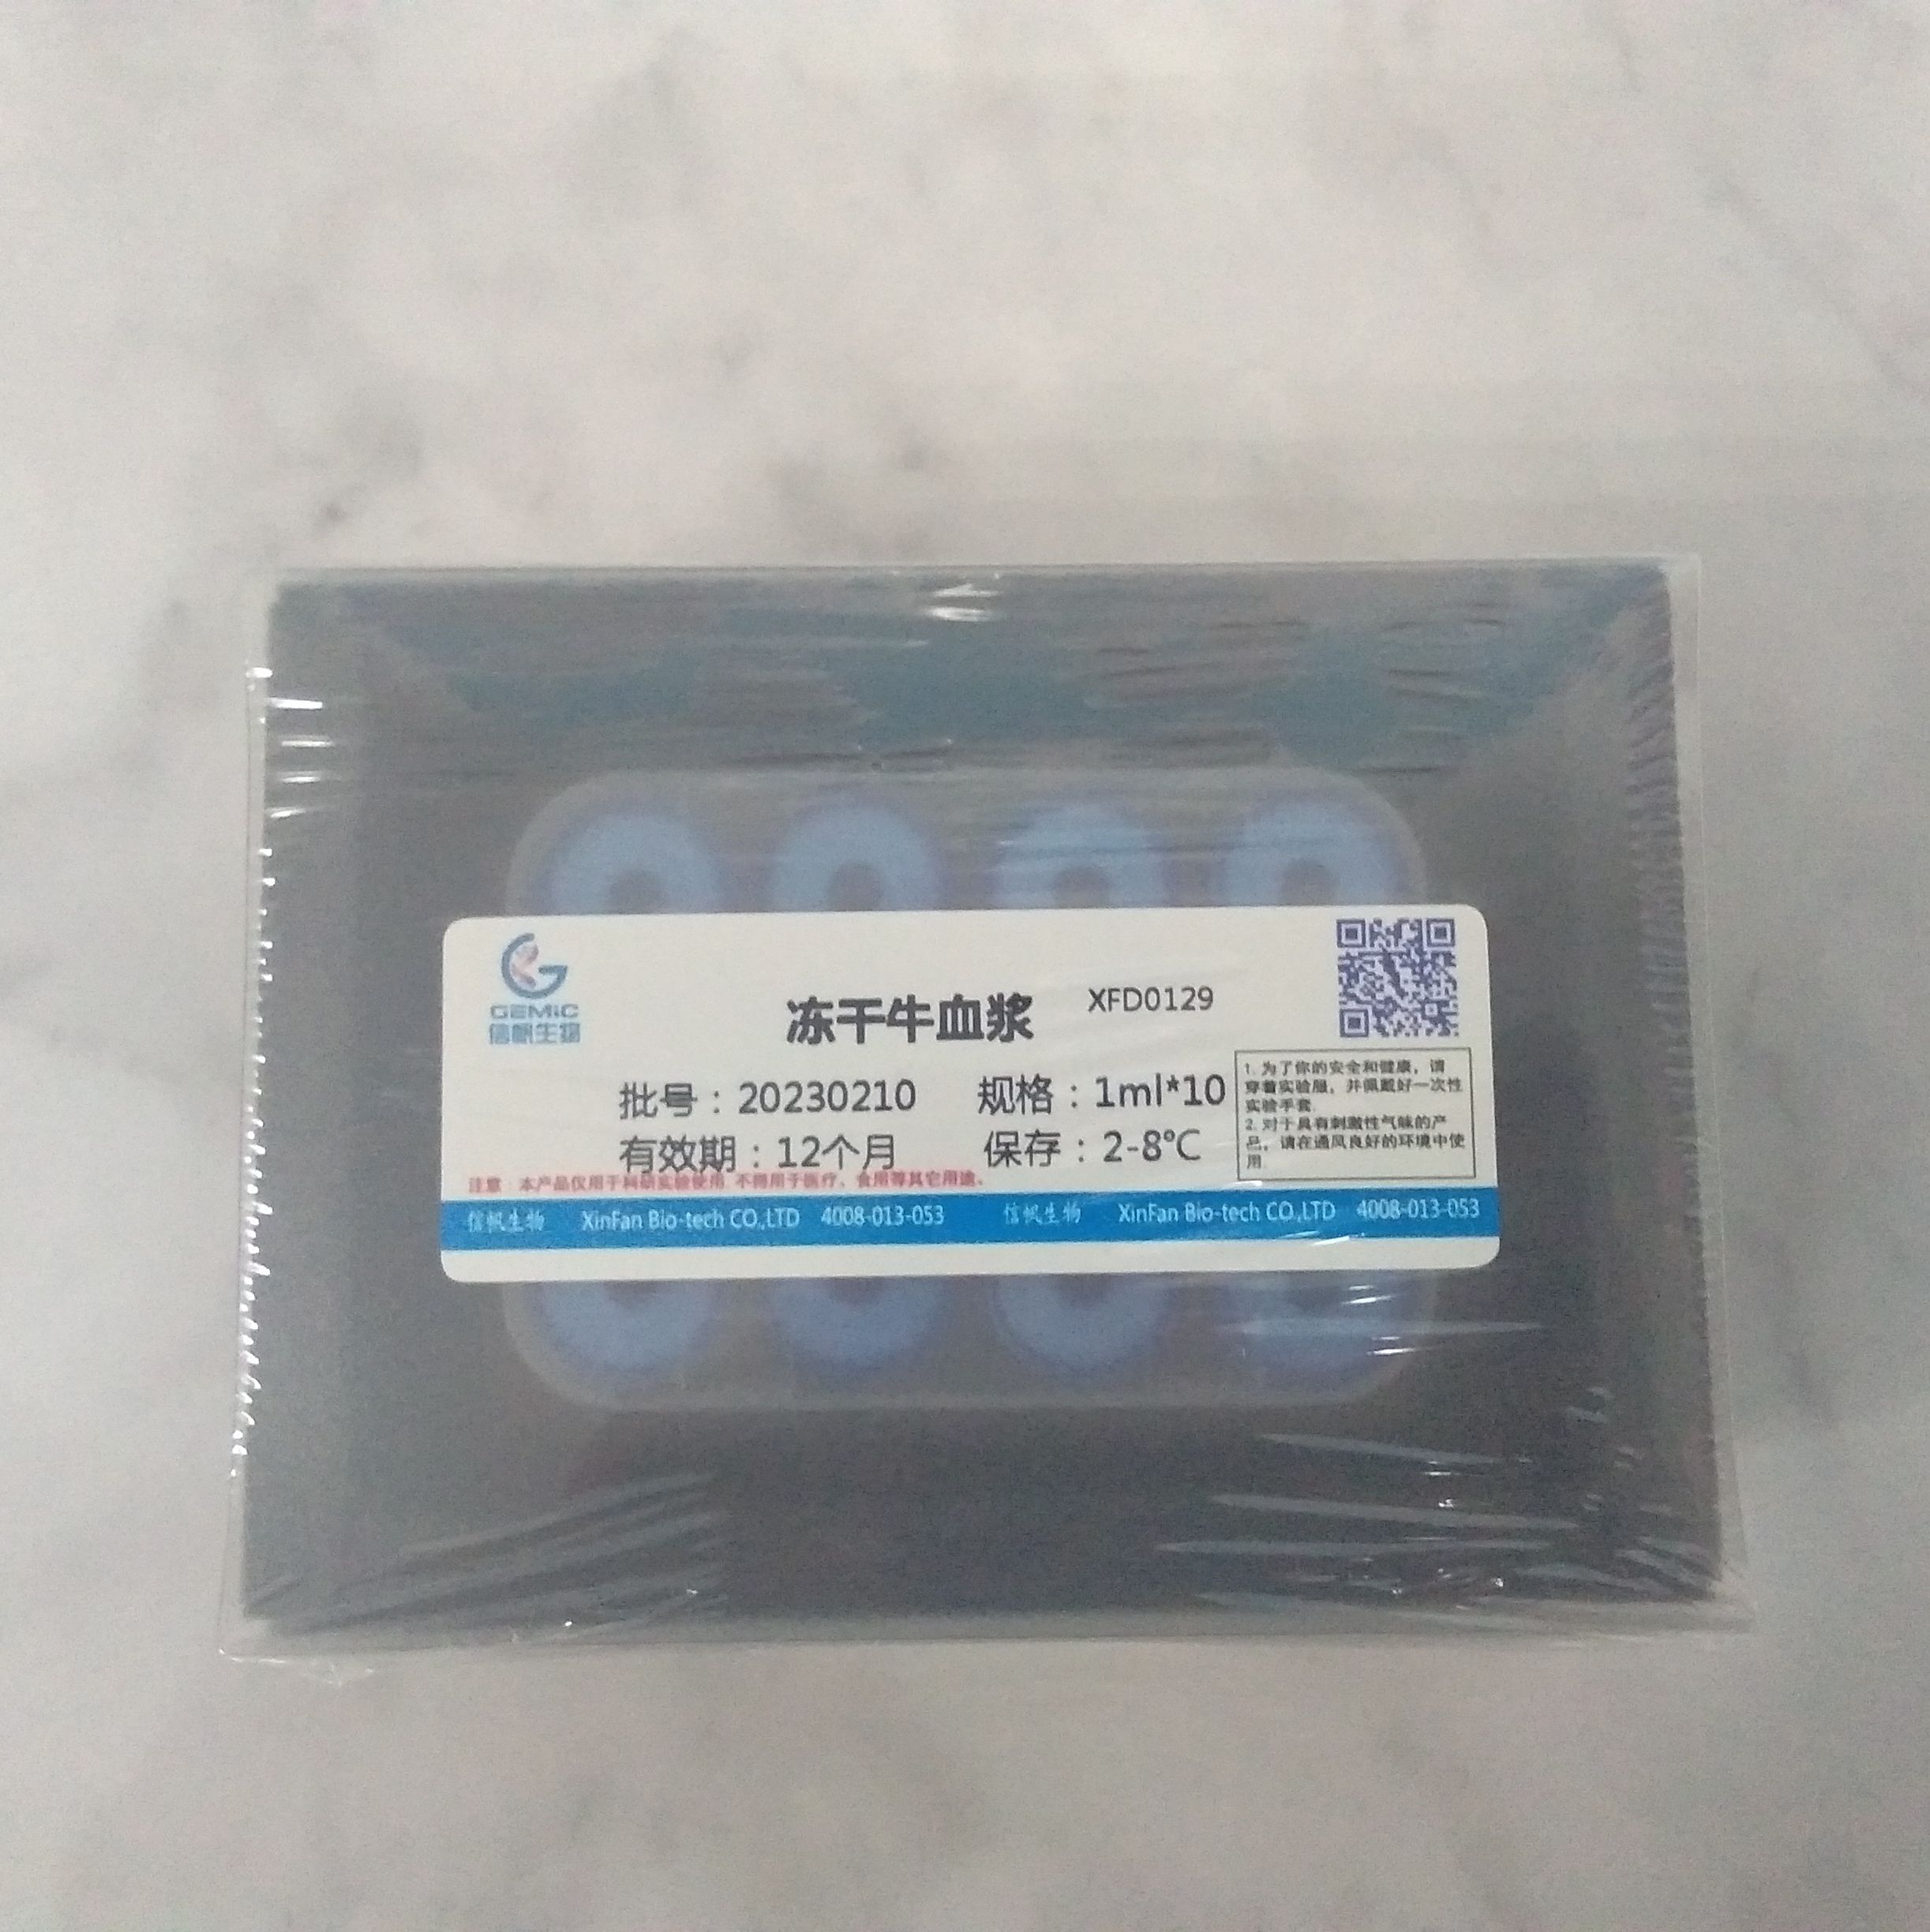 GEMiC
信帆生物
冻干牛血浆 XFD0129
批号：20230210 规格：1ml*10
有效期：12个月 保存：2-8℃
1. 为了你的安全和健康，请
穿着实验服，并佩戴好一次性
实验手套.
2. 对于具有刺激性气味的产
品，请在通风良好的环境中使
用.
注意：本产品仅用于科研实验使用,不得用于医疗、食用等其它用途。
信帆生物 XinFan Bio-tech CO.,LTD 4008-013-053 信帆生物 XinFan Bio-tech CO.,LTD 4008-013-053